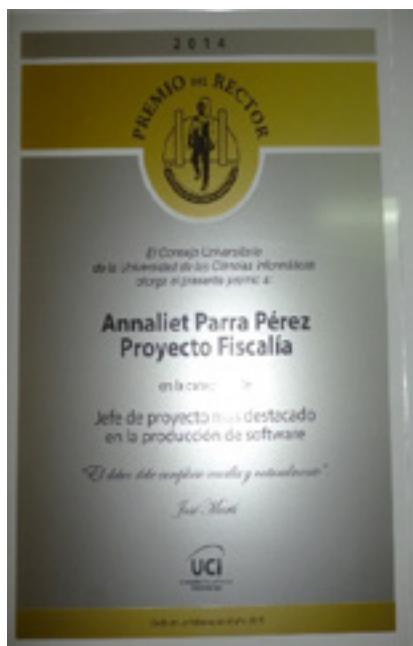 2014
PREMIO DEL RECTOR
El Consejo Universitario
de la Universidad de las Ciencias Informáticas
otorga el presente premio a:
Annaliet Parra Pérez
Proyecto Fiscalía
en la
Jefe de proyecto más destacado
en la producción de software
"El deber debe cumplirse sencilla y naturalmente"
José Martí
UCi